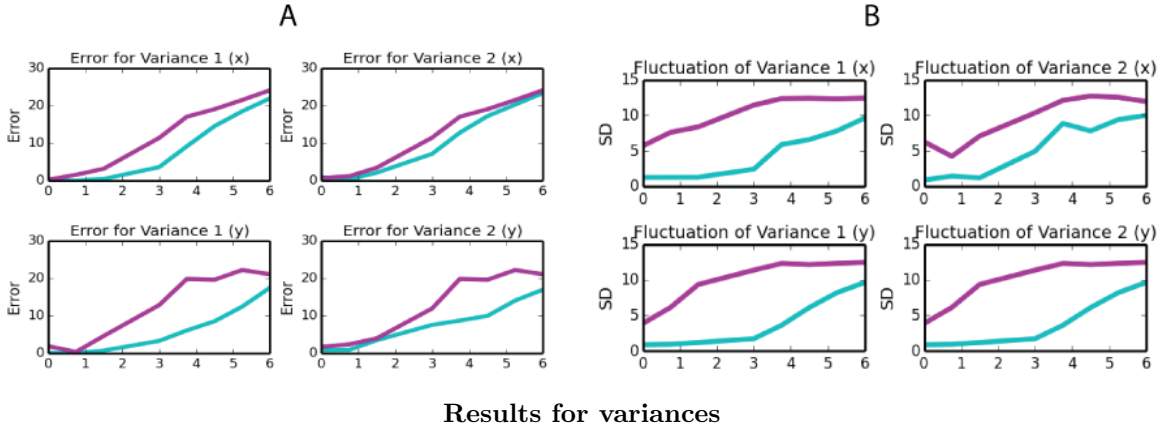 A
B
Error for Variance 1 (x)
Error
30
20
10
0
0 1 2 3 4 5 6
Error for Variance 2 (x)
Error
30
20
10
0
0 1 2 3 4 5 6
Fluctuation of Variance 1 (x)
SD
15
10
5
0
0 1 2 3 4 5 6
Fluctuation of Variance 2 (x)
SD
15
10
5
0
0 1 2 3 4 5 6
Error for Variance 1 (y)
Error
30
20
10
0
0 1 2 3 4 5 6
Error for Variance 2 (y)
Error
30
20
10
0
0 1 2 3 4 5 6
Fluctuation of Variance 1 (y)
SD
15
10
5
0
0 1 2 3 4 5 6
Fluctuation of Variance 2 (y)
SD
15
10
5
0
0 1 2 3 4 5 6
Results for variances